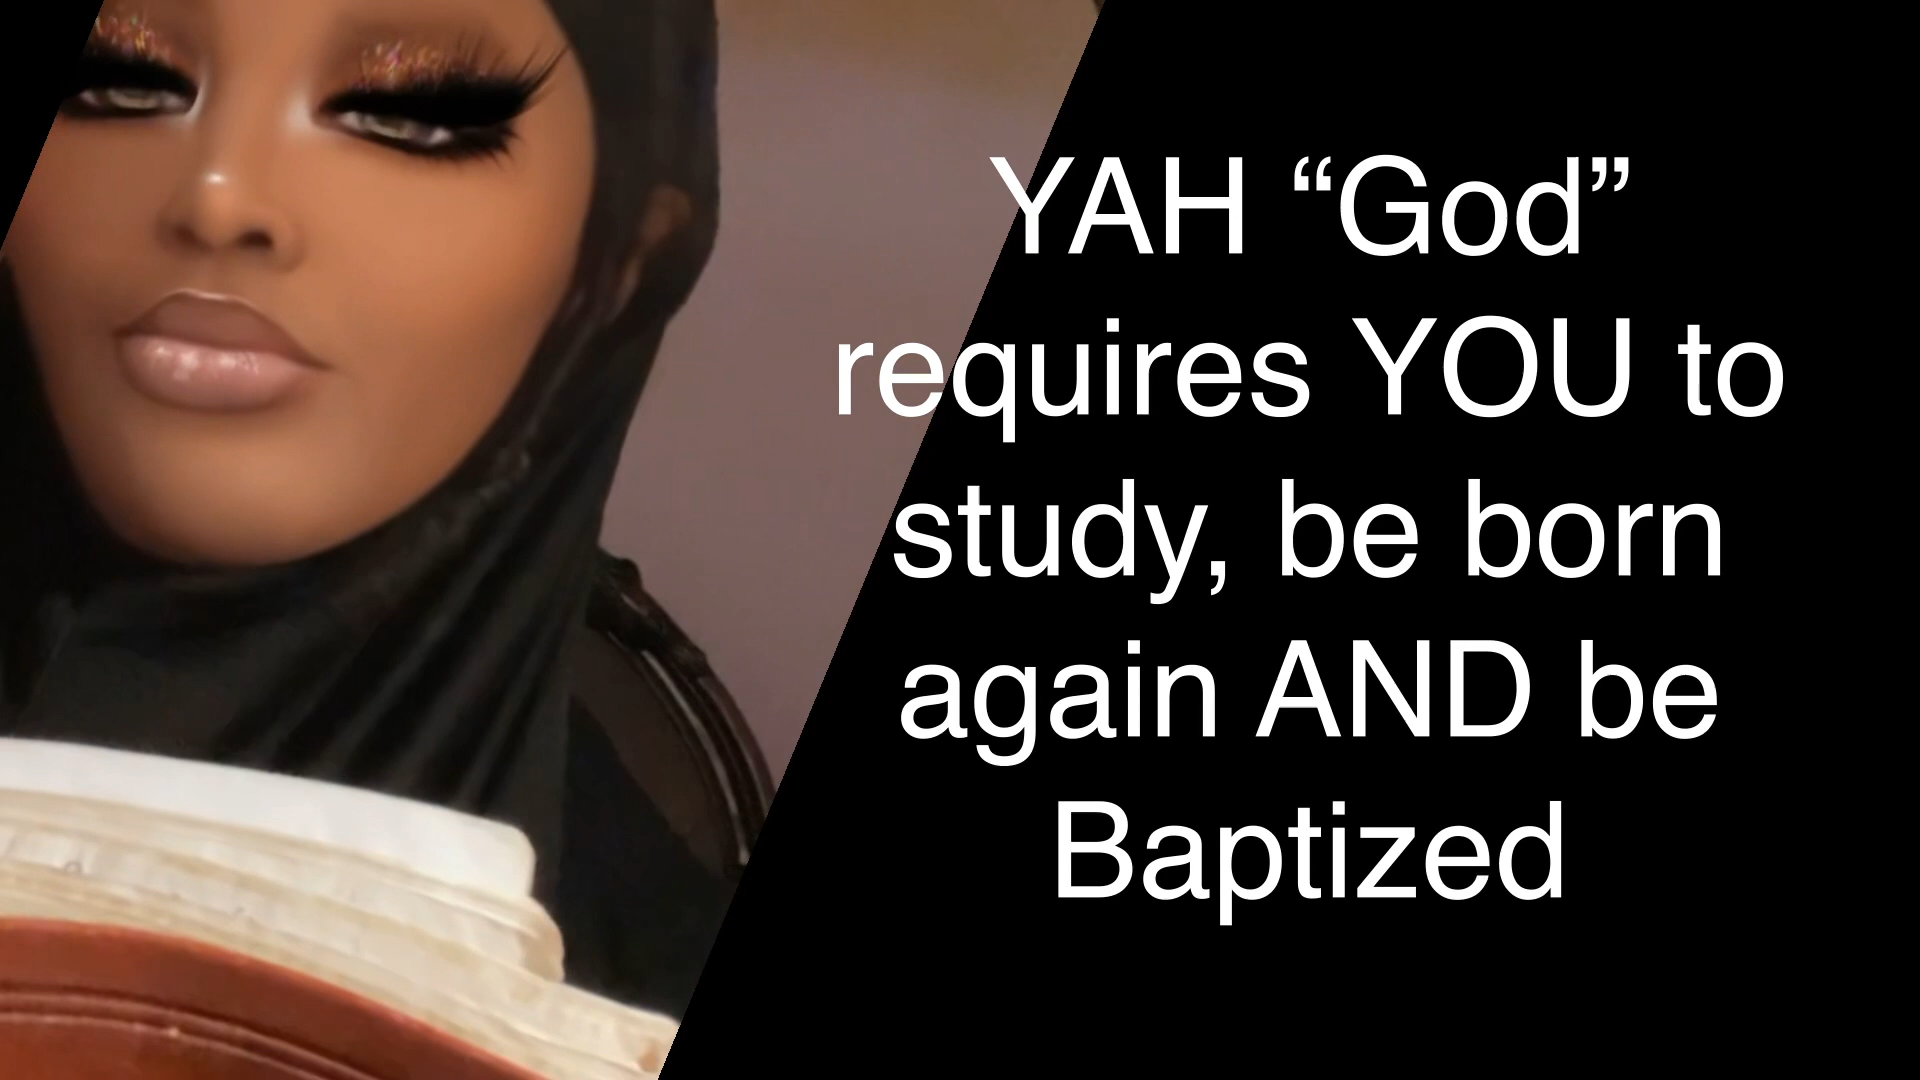 YAH “God”
requires YOU to
study, be born
again AND be
Baptized